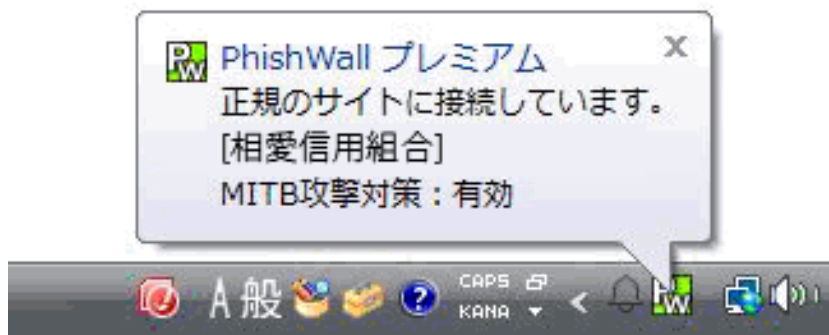 PhishWall プレミアム
正規のサイトに接続しています。
[相愛信用組合]
MITB攻撃対策：有効
A 般 ? CAPS
KANA
PW